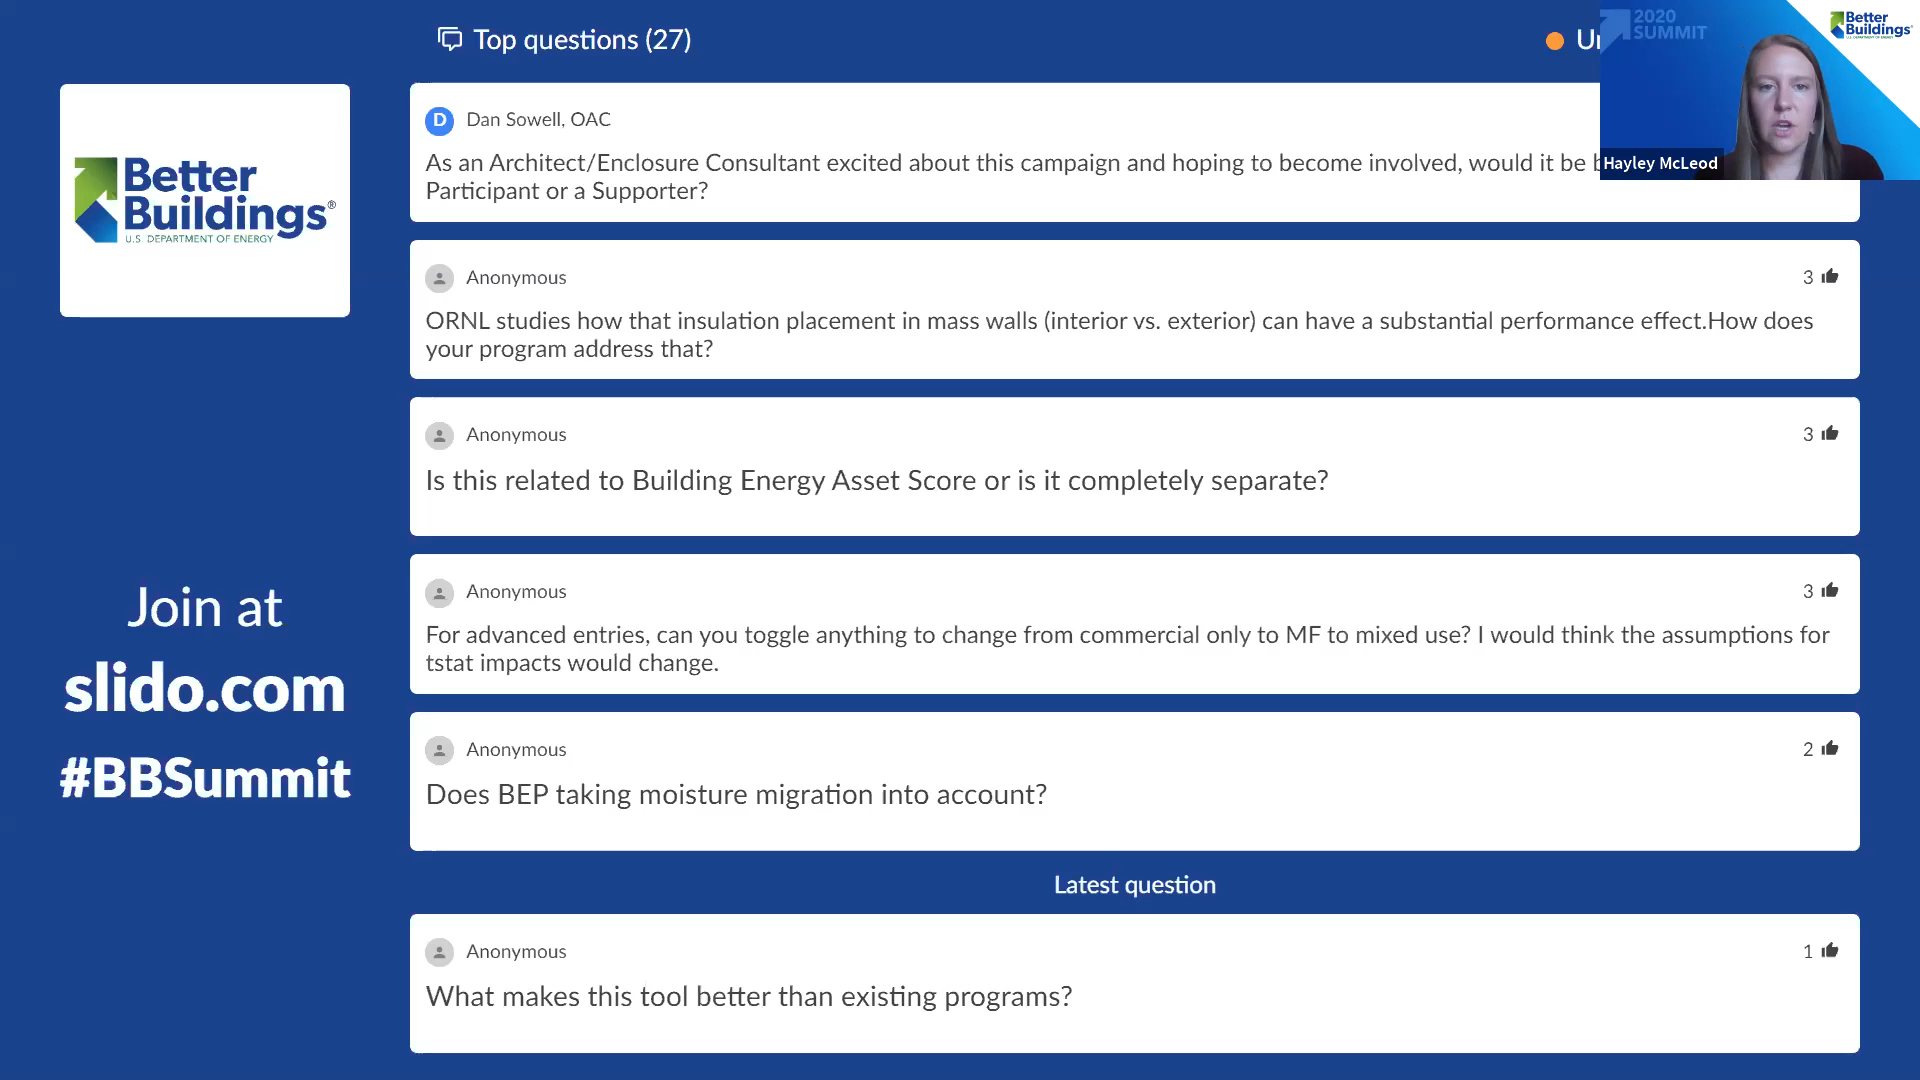 Top questions (27)
2020
SUMMIT
Better
Buildings
Hayley McLeod
Better
Buildings®
U.S. DEPARTMENT OF ENERGY
Join at
slido.com
#BBSummit
D Dan Sowell, OAC
As an Architect/Enclosure Consultant excited about this campaign and hoping to become involved, would it be
Participant or a Supporter?
Anonymous 3
ORNL studies how that insulation placement in mass walls (interior vs. exterior) can have a substantial performance effect.How does
your program address that?
Anonymous 3
Is this related to Building Energy Asset Score or is it completely separate?
Anonymous 3
For advanced entries, can you toggle anything to change from commercial only to MF to mixed use? I would think the assumptions for
tstat impacts would change.
Anonymous 2
Does BEP taking moisture migration into account?
Latest question
Anonymous 1
What makes this tool better than existing programs?